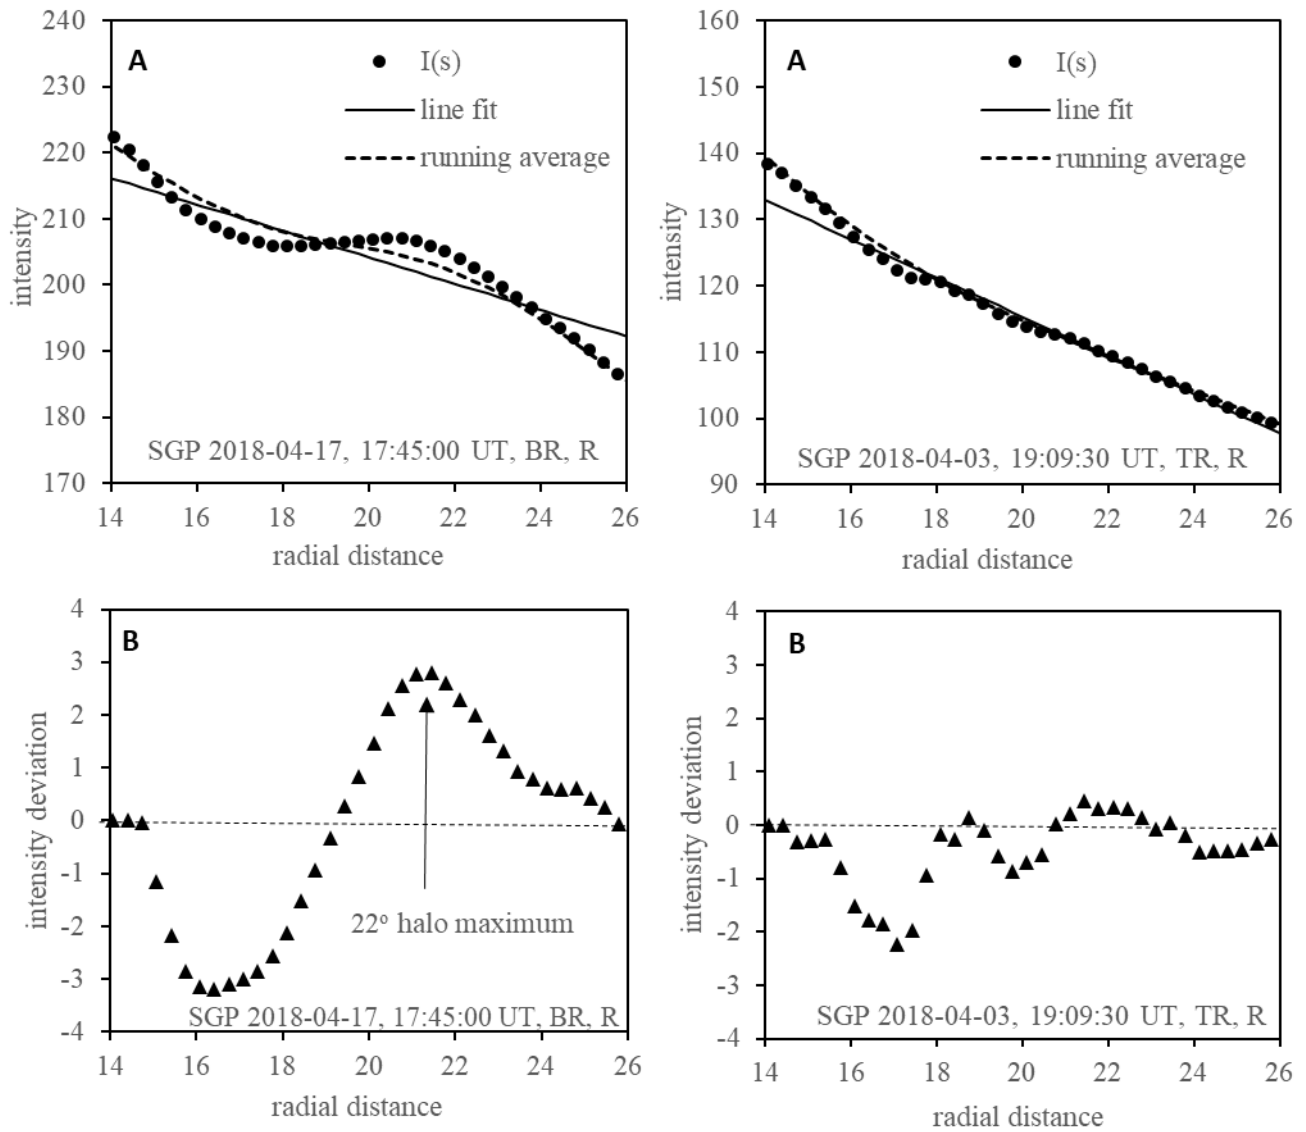 A
I(s)
line fit
running average
240
230
220
210
200
190
180
170
intensity
SGP 2018-04-17, 17:45:00 UT, BR, R
14 16 18 20 22 24 26
radial distance
A
I(s)
line fit
running average
160
150
140
130
120
110
100
90
intensity
SGP 2018-04-03, 19:09:30 UT, TR, R
14 16 18 20 22 24 26
radial distance
B
4
3
2
1
0
-1
-2
-3
-4
intensity deviation
22o halo maximum
SGP 2018-04-17, 17:45:00 UT, BR, R
14 16 18 20 22 24 26
radial distance
B
4
3
2
1
0
-1
-2
-3
-4
intensity deviation
SGP 2018-04-03, 19:09:30 UT, TR, R
14 16 18 20 22 24 26
radial distance